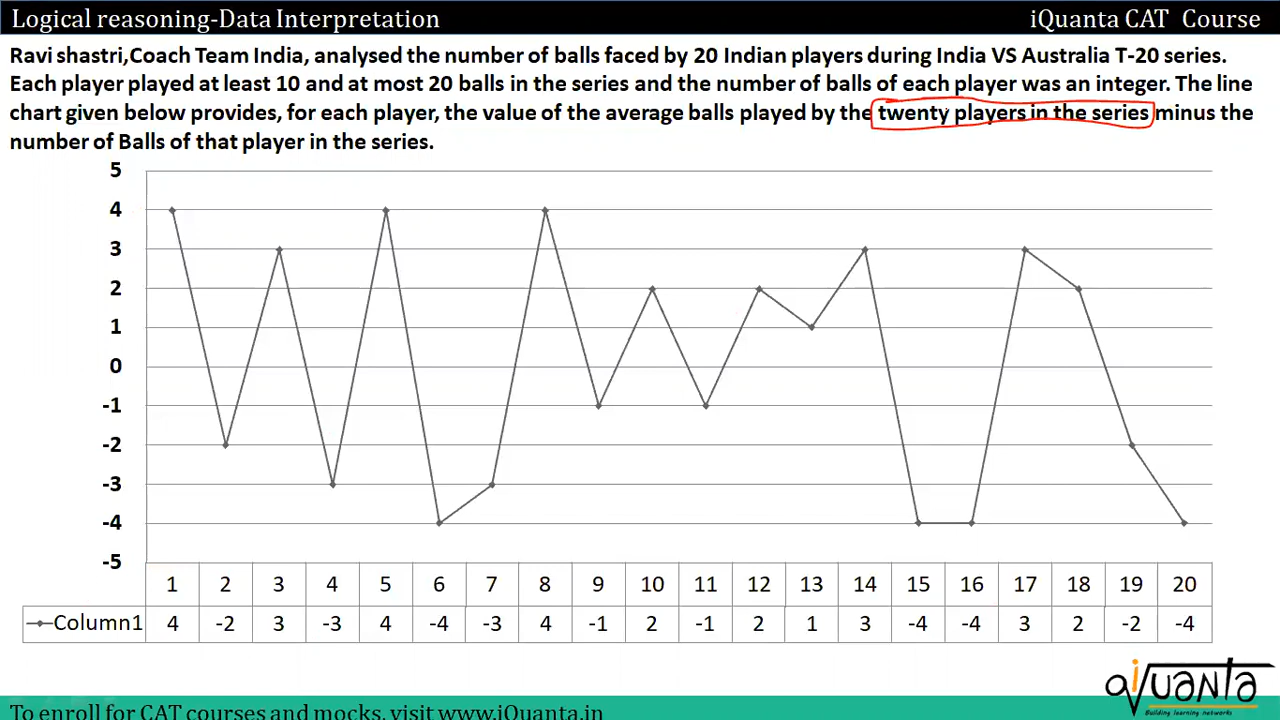 Logical reasoning-Data Interpretation
iQuanta CAT Course
Ravi shastri,Coach Team India, analysed the number of balls faced by 20 Indian players during India VS Australia T-20 series.
Each player played at least 10 and at most 20 balls in the series and the number of balls of each player was an integer. The line
chart given below provides, for each player, the value of the average balls played by the twenty players in the series minus the
number of Balls of that player in the series.
5
4
3
2
1
0
-1
-2
-3
-4
-5
1 2 3 4 5 6 7 8 9 10 11 12 13 14 15 16 17 18 19 20
Column1 4 -2 3 -3 4 -4 -3 4 -1 2 -1 2 1 3 -4 -4 3 2 -2 -4
iQuanta
Building learning networks
To enroll for CAT courses and mocks, visit www.iQuanta.in